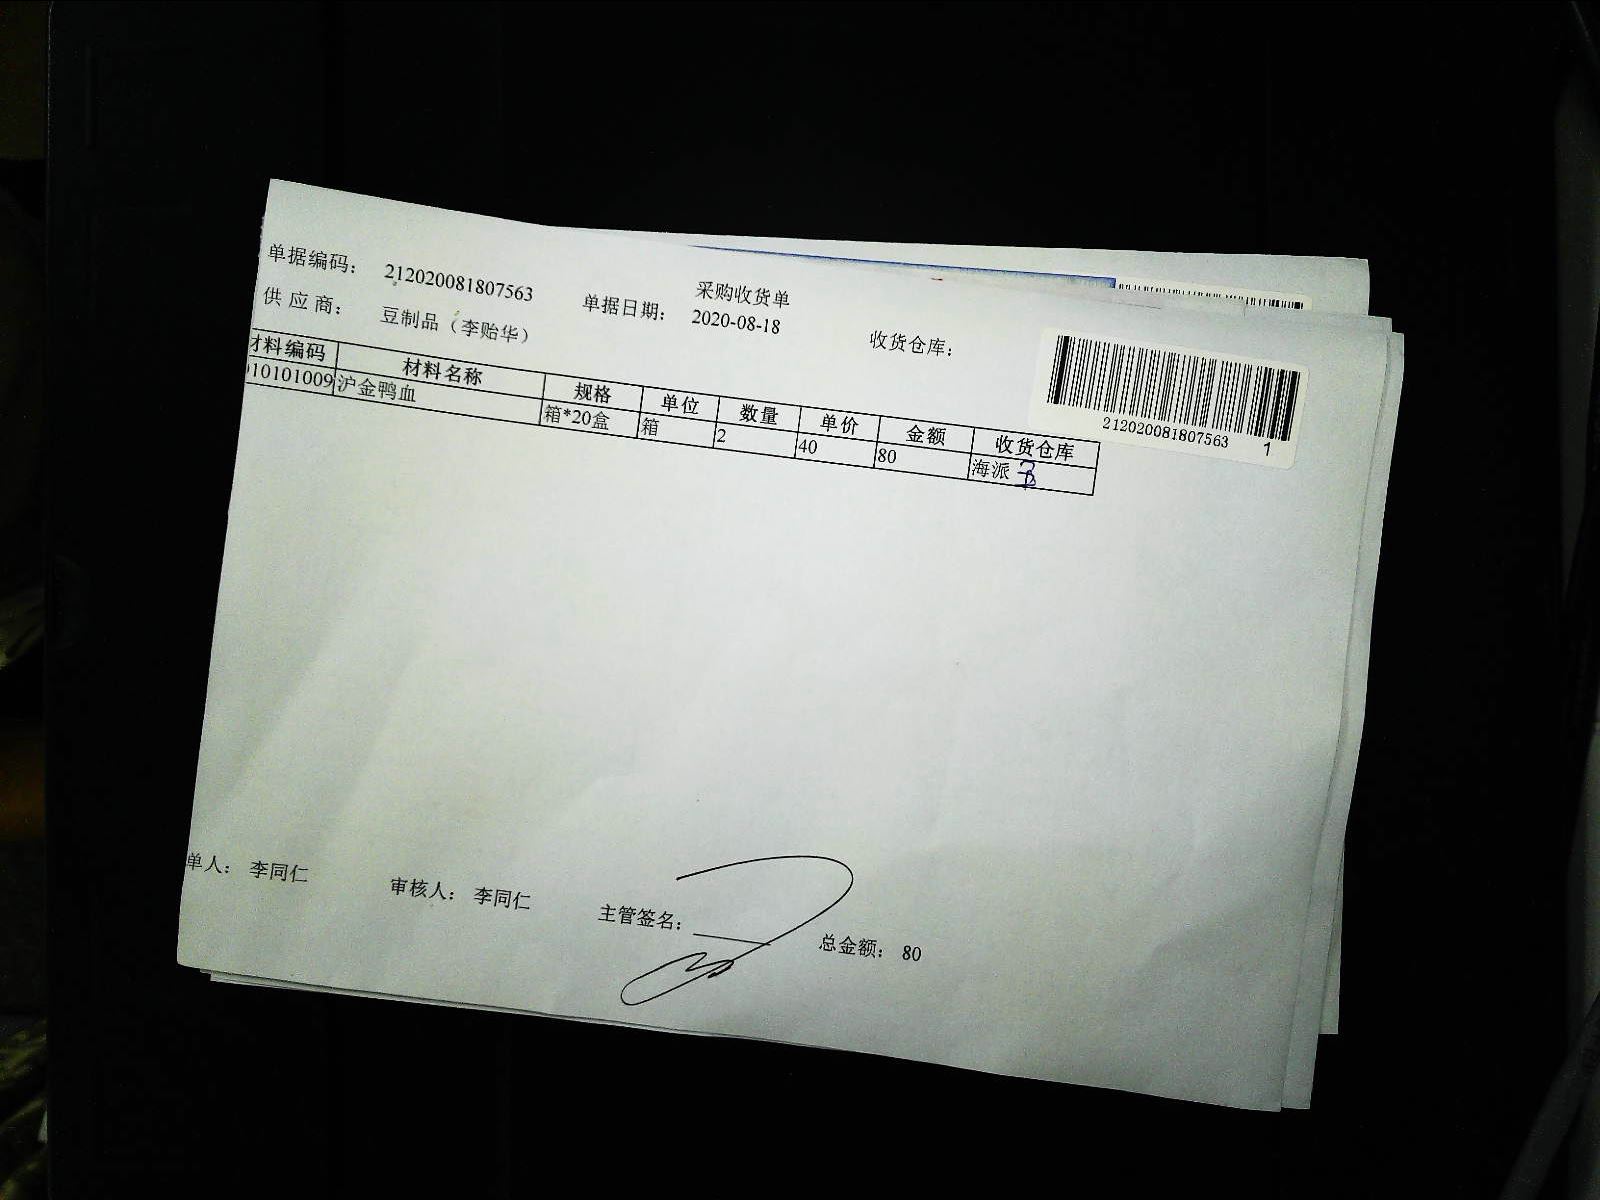 采购收货单
单据编码： 212020081807563 单据日期： 2020-08-18 收货仓库：
供应商： 豆制品（李贻华）
212020081807563 1
材料编码 材料名称 规格 单位 数量 单价 金额 收货仓库
10101009 沪金鸭血 箱*20盒 箱 2 40 80 海派
单人： 李同仁 审核人： 李同仁 主管签名： 总金额： 80